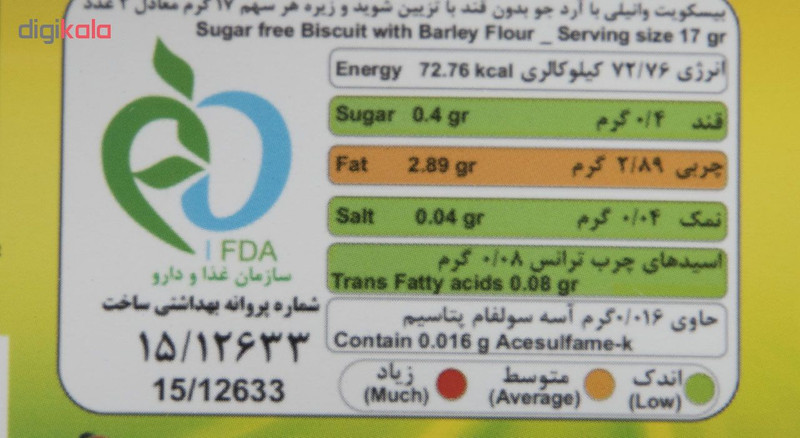 digikala
بیسکویت وانیلی با آرد جو بدون قند با تزیین شوید و زیره هر سهم ۱۷ گرم معادل ۲ عدد
Sugar free Biscuit with Barley Flour _ Serving size 17 gr
Energy 72.76 kcal انرژی ۷۲/۷۶ کیلوکالری
Sugar 0.4 gr قند ۰/۴ گرم
Fat 2.89 gr چربی ۲/۸۹ گرم
Salt 0.04 gr نمک ۰/۰۴ گرم
اسیدهای چرب ترانس ۰/۰۸ گرم
Trans Fatty acids 0.08 gr
حاوی ۰/۰۱۶گرم آسه سولفام پتاسیم
Contain 0.016 g Acesulfame-k
اندک (Low) متوسط (Average) زیاد (Much)
IFDA
سازمان غذا و دارو
شماره پروانه بهداشتی ساخت
۱۵/۱۲۶۳۳
15/12633